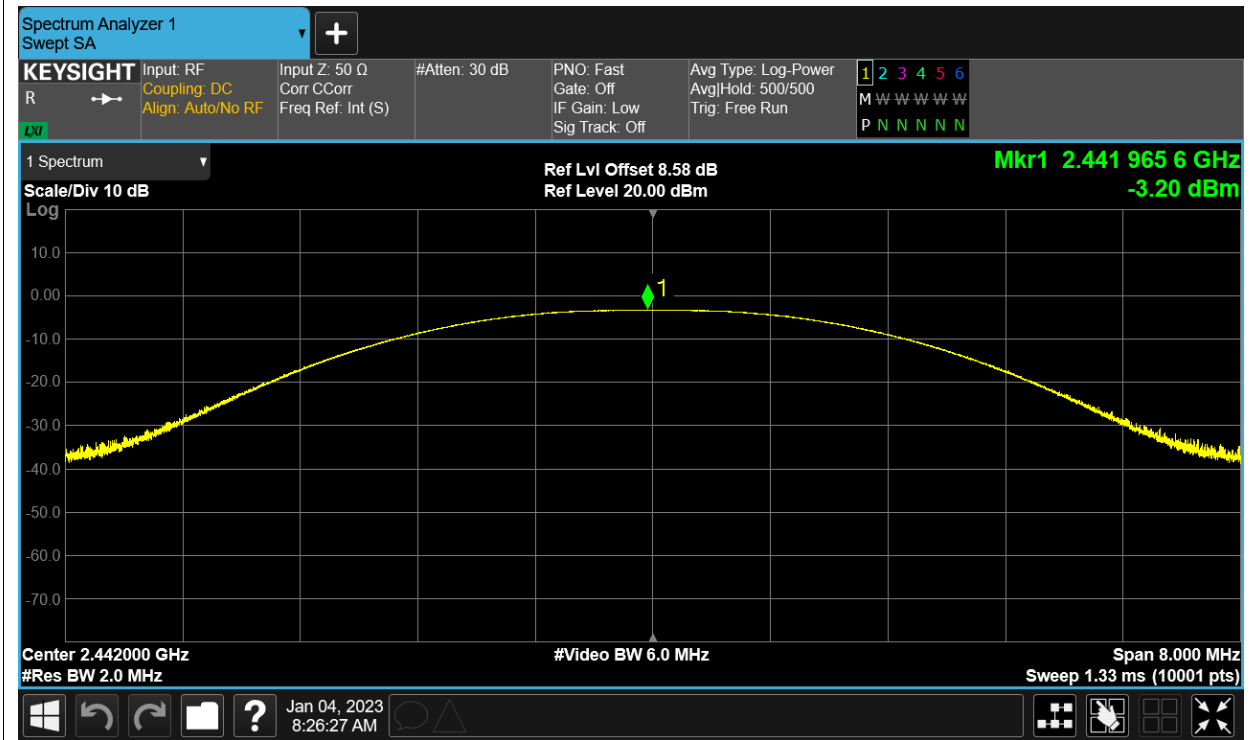 Spectrum Analyzer 1
Swept SA
KEYSIGHT
R
LXI
Input: RF
Coupling: DC
Align: Auto/No RF
Input Z: 50 Ω
Corr CCorr
Freq Ref: Int (S)
#Atten: 30 dB
PNO: Fast
Gate: Off
IF Gain: Low
Sig Track: Off
Avg Type: Log-Power
Avg|Hold: 500/500
Trig: Free Run
1 2 3 4 5 6
M W W W W W
P N N N N N
1 Spectrum
Scale/Div 10 dB
Log
Ref Lvl Offset 8.58 dB
Ref Level 20.00 dBm
Mkr1 2.441 965 6 GHz
-3.20 dBm
10.0
0.00
-10.0
-20.0
-30.0
-40.0
-50.0
-60.0
-70.0
1
Center 2.442000 GHz
#Res BW 2.0 MHz
#Video BW 6.0 MHz
Span 8.000 MHz
Sweep 1.33 ms (10001 pts)
?
Jan 04, 2023
8:26:27 AM